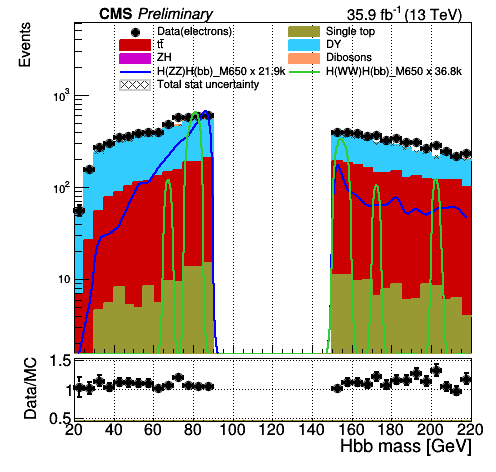 CMS Preliminary 35.9 fb⁻¹ (13 TeV)
Data(electrons) Single top
tt̄ DY
ZH Dibosons
H(ZZ)H(bb)_M650 x 21.9k H(WW)H(bb)_M650 x 36.8k
Total stat uncertainty
Events
10³
10²
10
Data/MC
1.5
1
0.5
20 40 60 80 100 120 140 160 180 200 220
Hbb mass [GeV]